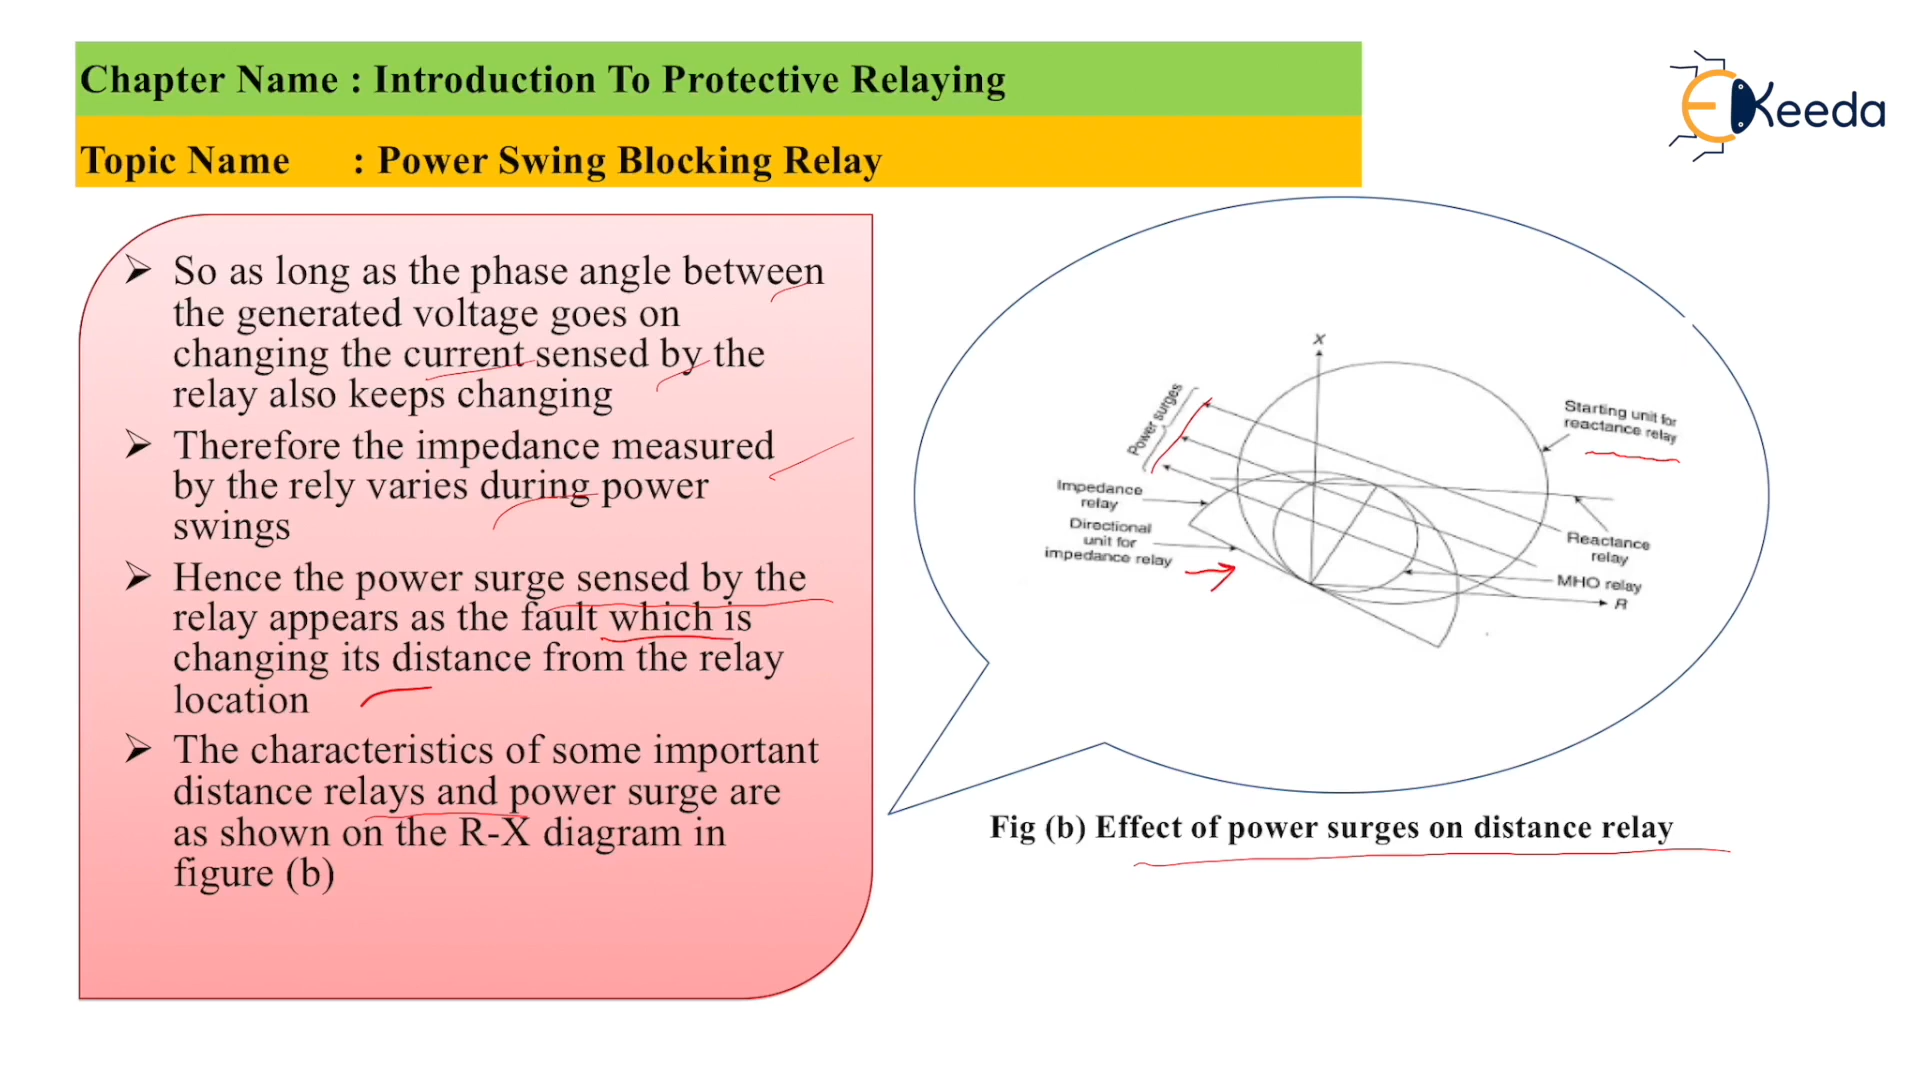 Chapter Name : Introduction To Protective Relaying
Topic Name : Power Swing Blocking Relay
EKeeda
➢ So as long as the phase angle between
the generated voltage goes on
changing the current sensed by the
relay also keeps changing
➢ Therefore the impedance measured
by the rely varies during power
swings
➢ Hence the power surge sensed by the
relay appears as the fault which is
changing its distance from the relay
location
➢ The characteristics of some important
distance relays and power surge are
as shown on the R-X diagram in
figure (b)
X
Power surges
Starting unit for
reactance relay
Impedance
relay
Directional
unit for
impedance relay
Reactance
relay
MHO relay
R
Fig (b) Effect of power surges on distance relay